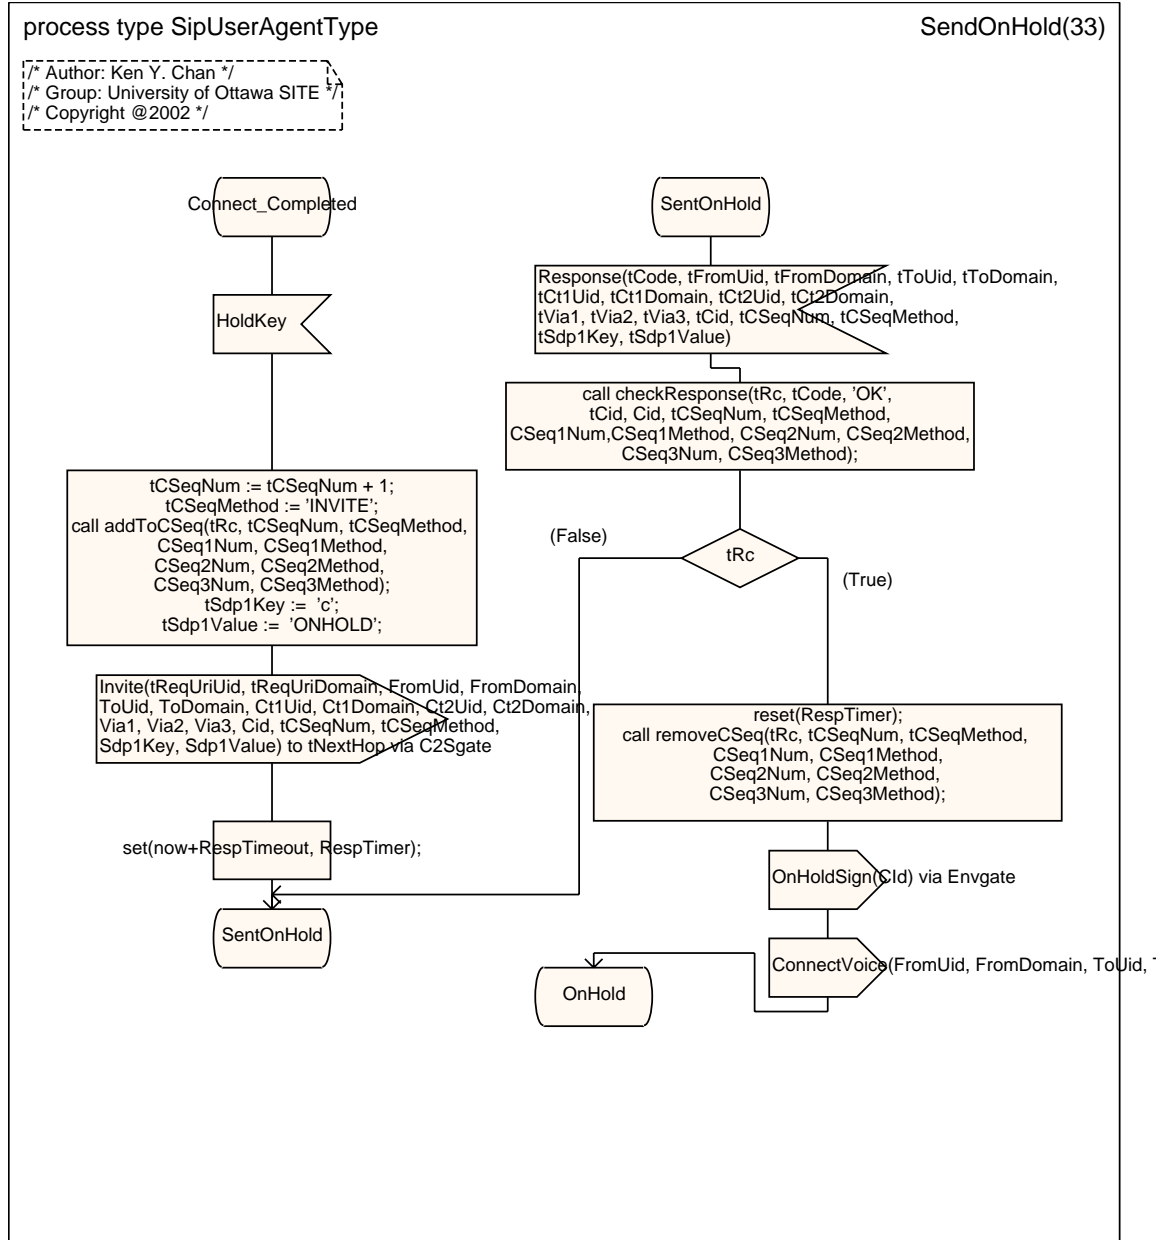 process type SipUserAgentType
SendOnHold(33)
/* Author: Ken Y. Chan */
/* Group: University of Ottawa SITE */
/* Copyright @2002 */
Connect_Completed
HoldKey
tCSeqNum := tCSeqNum + 1;
tCSeqMethod := 'INVITE';
call addToCSeq(tRc, tCSeqNum, tCSeqMethod,
CSeq1Num, CSeq1Method,
CSeq2Num, CSeq2Method,
CSeq3Num, CSeq3Method);
tSdp1Key := 'c';
tSdp1Value := 'ONHOLD';
Invite(tReqUriUid, tReqUriDomain, FromUid, FromDomain,
ToUid, ToDomain, Ct1Uid, Ct1Domain, Ct2Uid, Ct2Domain,
Via1, Via2, Via3, Cid, tCSeqNum, tCSeqMethod,
Sdp1Key, Sdp1Value) to tNextHop via C2Sgate
set(now+RespTimeout, RespTimer);
SentOnHold
SentOnHold
Response(tCode, tFromUid, tFromDomain, tToUid, tToDomain,
tCt1Uid, tCt1Domain, tCt2Uid, tCt2Domain,
tVia1, tVia2, tVia3, tCid, tCSeqNum, tCSeqMethod,
tSdp1Key, tSdp1Value)
call checkResponse(tRc, tCode, 'OK',
tCid, Cid, tCSeqNum, tCSeqMethod,
CSeq1Num,CSeq1Method, CSeq2Num, CSeq2Method,
CSeq3Num, CSeq3Method);
tRc
(False)
(True)
reset(RespTimer);
call removeCSeq(tRc, tCSeqNum, tCSeqMethod,
CSeq1Num, CSeq1Method,
CSeq2Num, CSeq2Method,
CSeq3Num, CSeq3Method);
OnHoldSign(CId) via Envgate
ConnectVoice(FromUid, FromDomain, ToUid,
OnHold